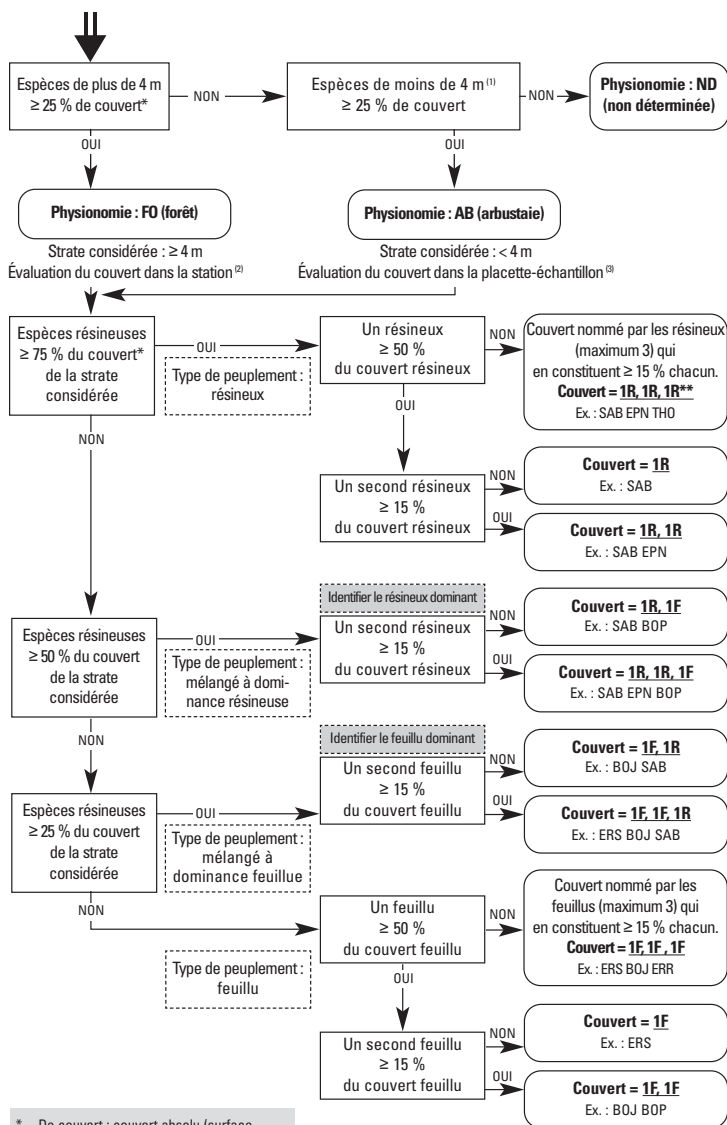 Espèces de plus de 4 m
≥ 25 % de couvert*
NON
Espèces de moins de 4 m (1)
≥ 25 % de couvert
NON
Physionomie : ND
(non déterminée)
OUI
OUI
Physionomie : FO (forêt)
Physionomie : AB (arbustaie)
Strate considérée : ≥ 4 m
Évaluation du couvert dans la station (2)
Strate considérée : < 4 m
Évaluation du couvert dans la placette-échantillon (3)
Espèces résineuses
≥ 75 % du couvert*
de la strate
considérée
OUI
Type de peuplement :
résineux
Un résineux
≥ 50 %
du couvert résineux
NON
Couvert nommé par les résineux
(maximum 3) qui
en constituent ≥ 15 % chacun.
Couvert = 1R, 1R, 1R**
Ex. : SAB EPN THO
OUI
NON
Un second résineux
≥ 15 %
du couvert résineux
NON
Couvert = 1R
Ex. : SAB
OUI
Couvert = 1R, 1R
Ex. : SAB EPN
Espèces résineuses
≥ 50 % du couvert
de la strate
considérée
OUI
Type de peuplement :
mélangé à domi-
nance résineuse
Identifier le résineux dominant
Un second résineux
≥ 15 %
du couvert résineux
NON
Couvert = 1R, 1F
Ex. : SAB BOP
OUI
Couvert = 1R, 1R, 1F
Ex. : SAB EPN BOP
NON
Espèces résineuses
≥ 25 % du couvert
de la strate
considérée
OUI
Type de peuplement :
mélangé à
dominance feuillue
Identifier le feuillu dominant
Un second feuillu
≥ 15 %
du couvert feuillu
NON
Couvert = 1F, 1R
Ex. : BOJ SAB
OUI
Couvert = 1F, 1F, 1R
Ex. : ERS BOJ SAB
NON
Type de peuplement :
feuillu
Un feuillu
≥ 50 %
du couvert feuillu
NON
Couvert nommé par les
feuillus (maximum 3) qui
en constituent ≥ 15 % chacun.
Couvert = 1F, 1F , 1F
Ex. : ERS BOJ ERR
OUI
Un second feuillu
≥ 15 %
du couvert feuillu
NON
Couvert = 1F
Ex. : ERS
OUI
Couvert = 1F, 1F
Ex. : BOJ BOP
* De couvert : couvert absolu (surface